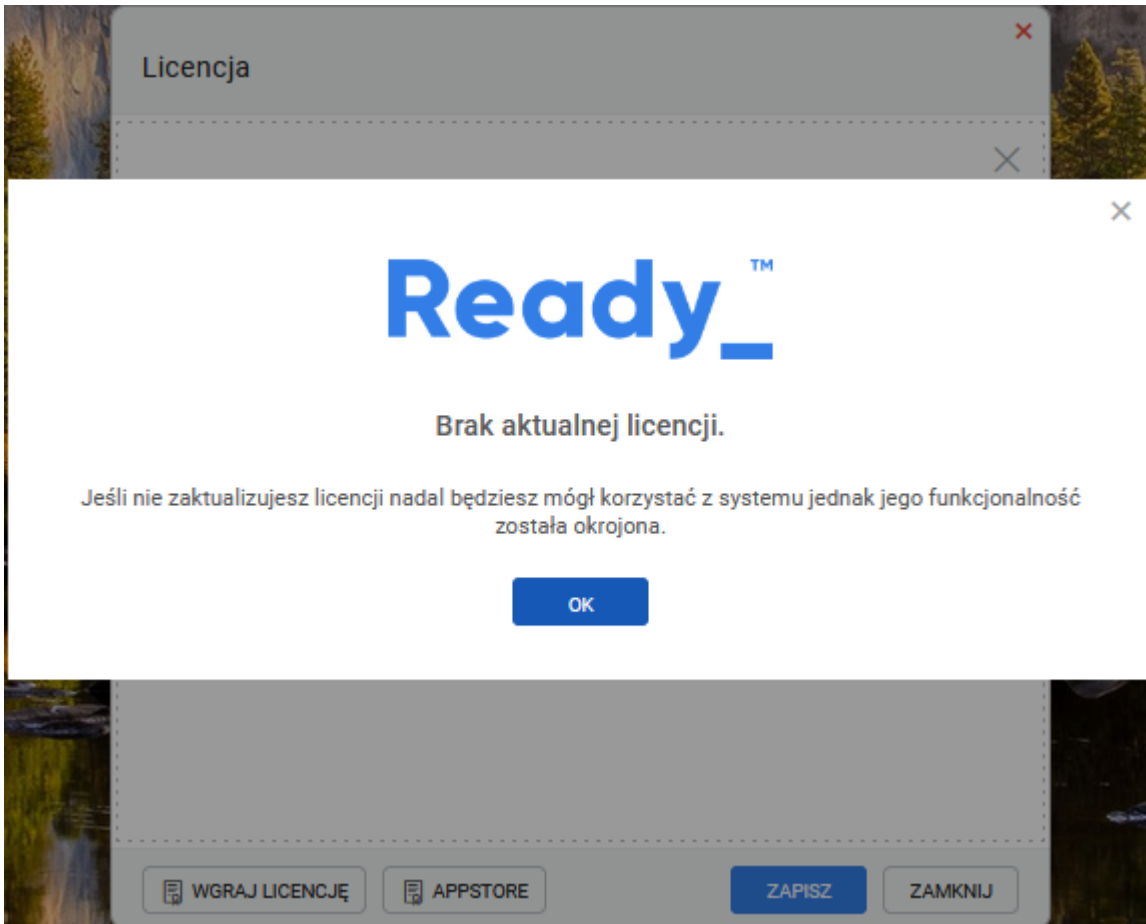 Licencja
Ready_™
Brak aktualnej licencji.
Jeśli nie zaktualizujesz licencji nadal będziesz mógł korzystać z systemu jednak jego funkcjonalność
została okrojona.
OK
WGRAJ LICENCJĘ
APPSTORE
ZAPISZ
ZAMKNIJ